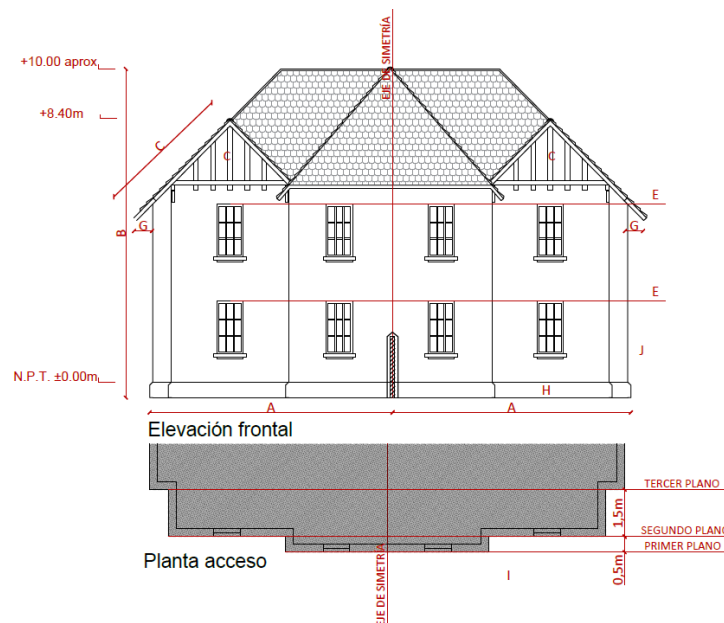 EJE DE SIMETRÍA
+10.00 aprox.
+8.40m
C
C
C
E
B
G
G
E
J
N.P.T. ±0.00m
H
A
A
Elevación frontal
TERCER PLANO
1,5m
SEGUNDO PLANO
PRIMER PLANO
Planta acceso
0,5m
I
EJE DE SIMETRÍA